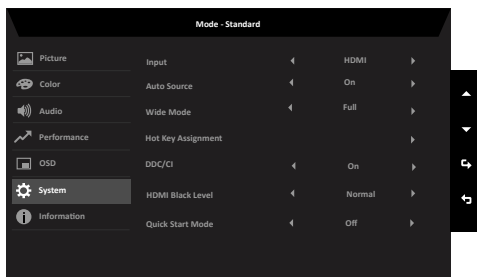 Mode - Standard
Picture
Color
Audio
Performance
OSD
System
Information
Input HDMI
Auto Source On
Wide Mode Full
Hot Key Assignment
DDC/CI On
HDMI Black Level Normal
Quick Start Mode Off